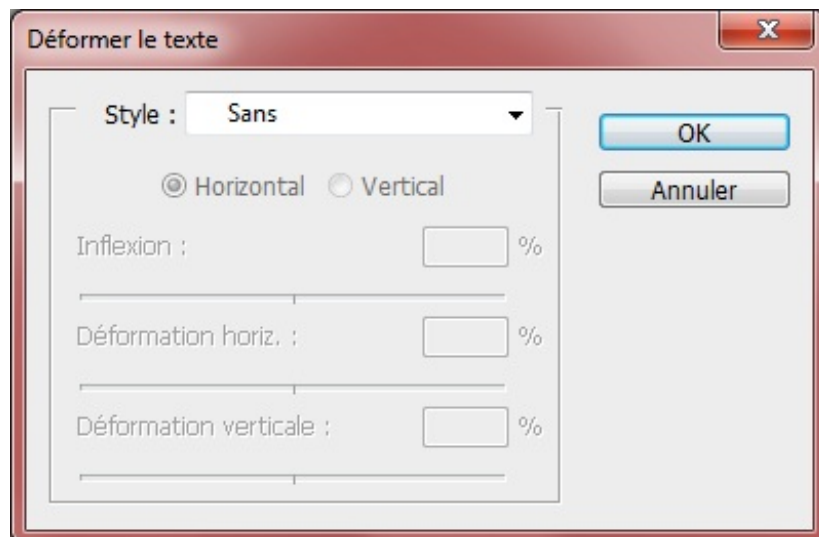 Déformer le texte
x
Style : Sans
OK
Horizontal Vertical
Annuler
Inflexion : %
Déformation horiz. : %
Déformation verticale : %